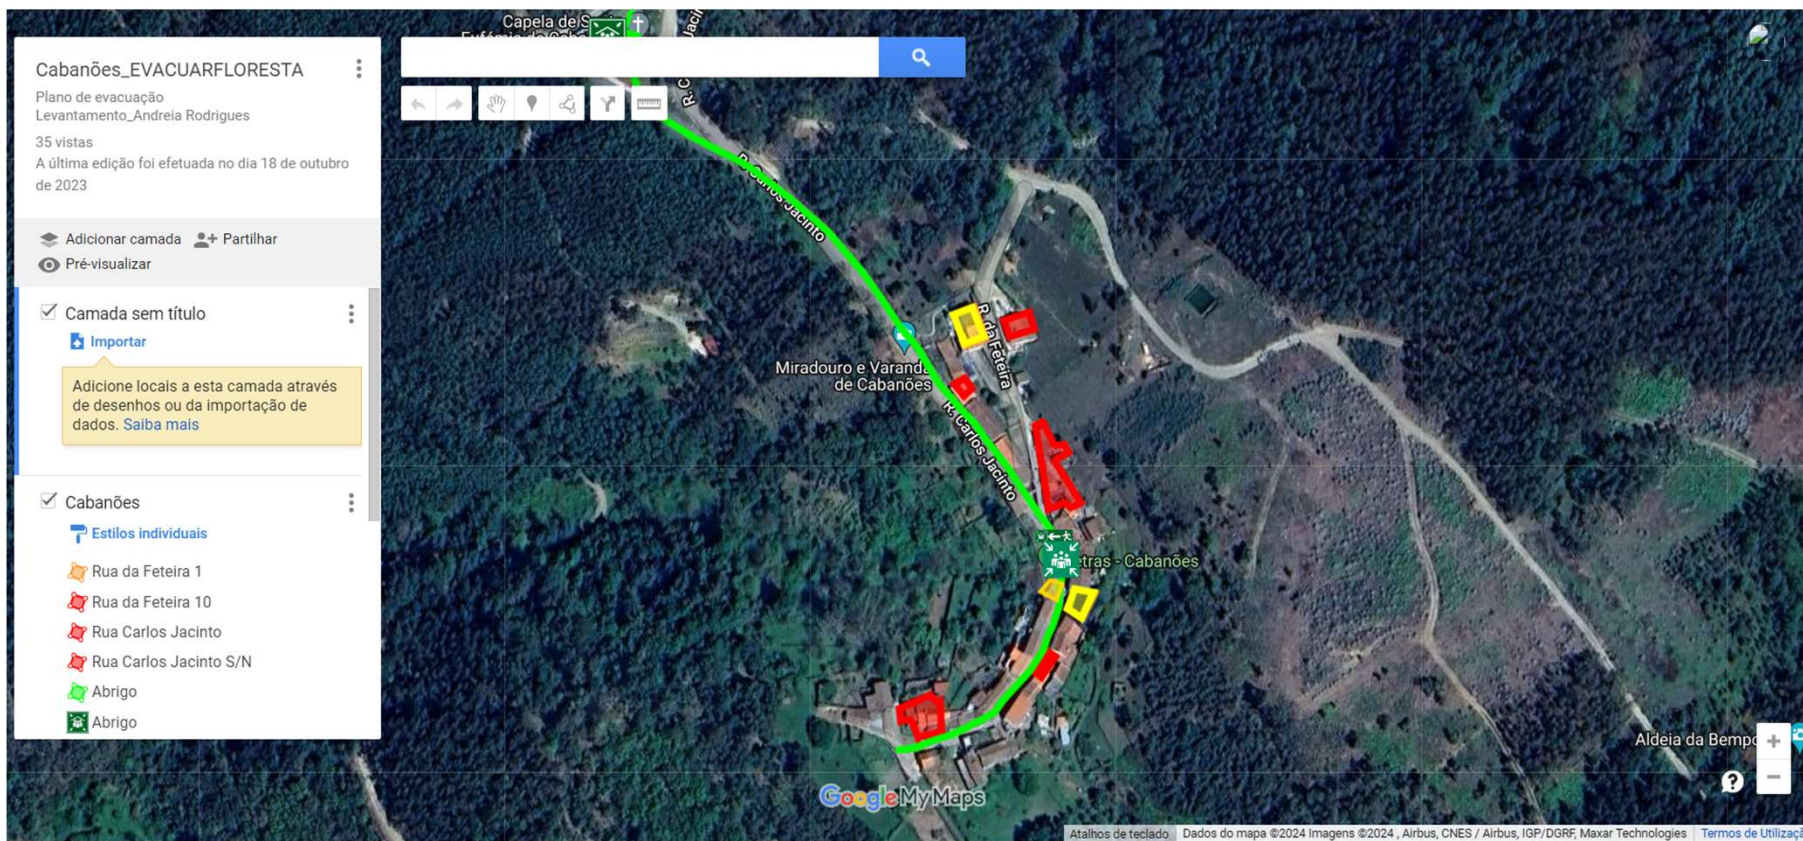 Cabanões_EVACUARFLORESTA
Plano de evacuação
Levantamento_Andreia Rodrigues
35 vistas
A última edição foi efetuada no dia 18 de outubro
de 2023
Adicionar camada Partilhar
Pré-visualizar
Camada sem título
Importar
Adicione locais a esta camada através
de desenhos ou da importação de
dados. Saiba mais
Cabanões
Estilos individuais
Rua da Feteira 1
Rua da Feteira 10
Rua Carlos Jacinto
Rua Carlos Jacinto S/N
Abrigo
Abrigo
Capela de S
R. C
R. Carlos Jacinto
R. da Feteira
Miradouro e Varanda
de Cabanões
R. Carlos Jacinto
etras - Cabanões
Aldeia da Bempo
Google My Maps
Atalhos de teclado Dados do mapa ©2024 Imagens ©2024 , Airbus, CNES / Airbus, IGP/DGRF, Maxar Technologies Termos de Utilizaçã